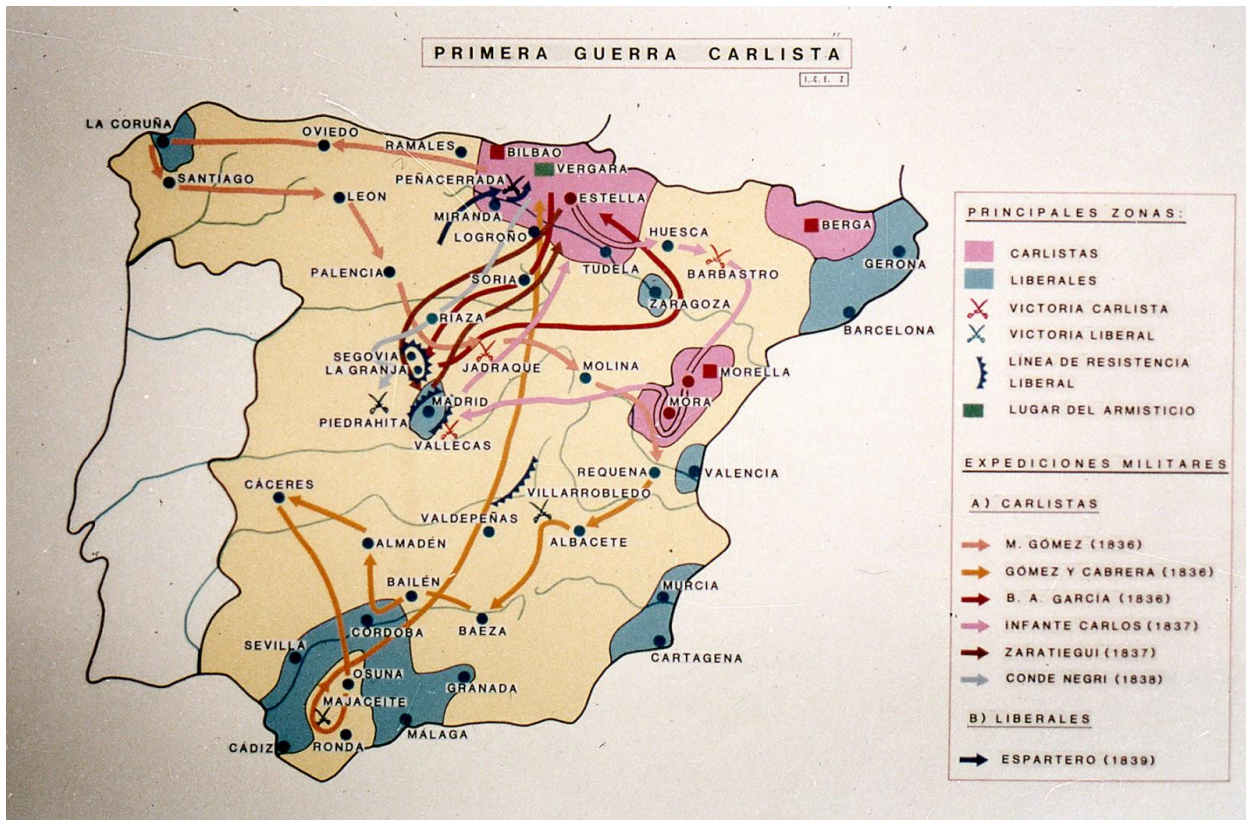 PRIMERA GUERRA CARLISTA
I.C.E. Z
LA CORUÑA
OVIEDO
RAMALES
BILBAO
VERGARA
PEÑACERRADA
SANTIAGO
LEON
MIRANDA
ESTELLA
LOGROÑO
HUESCA
BERGA
GERONA
PALENCIA
SORIA
TUDELA
BARBASTRO
ZARAGOZA
BARCELONA
RIAZA
SEGOVIA
LA GRANJA
JADRAQUE
MOLINA
MORELLA
MADRID
MORA
PIEDRAHITA
VALLECAS
REQUENA
VALENCIA
CÁCERES
VILLARROBLEDO
VALDEPEÑAS
ALBACETE
ALMADÉN
BAILÉN
MURCIA
CÓRDOBA
BAEZA
SEVILLA
CARTAGENA
OSUNA
GRANADA
MAJACEITE
CÁDIZ
RONDA
MÁLAGA
PRINCIPALES ZONAS:
CARLISTAS
LIBERALES
VICTORIA CARLISTA
VICTORIA LIBERAL
LÍNEA DE RESISTENCIA
LIBERAL
LUGAR DEL ARMISTICIO
EXPEDICIONES MILITARES
A) CARLISTAS
M. GÓMEZ (1836)
GÓMEZ Y CABRERA (1836)
B. A. GARCIA (1836)
INFANTE CARLOS (1837)
ZARATIEGUI (1837)
CONDE NEGRI (1838)
B) LIBERALES
ESPARTERO (1839)